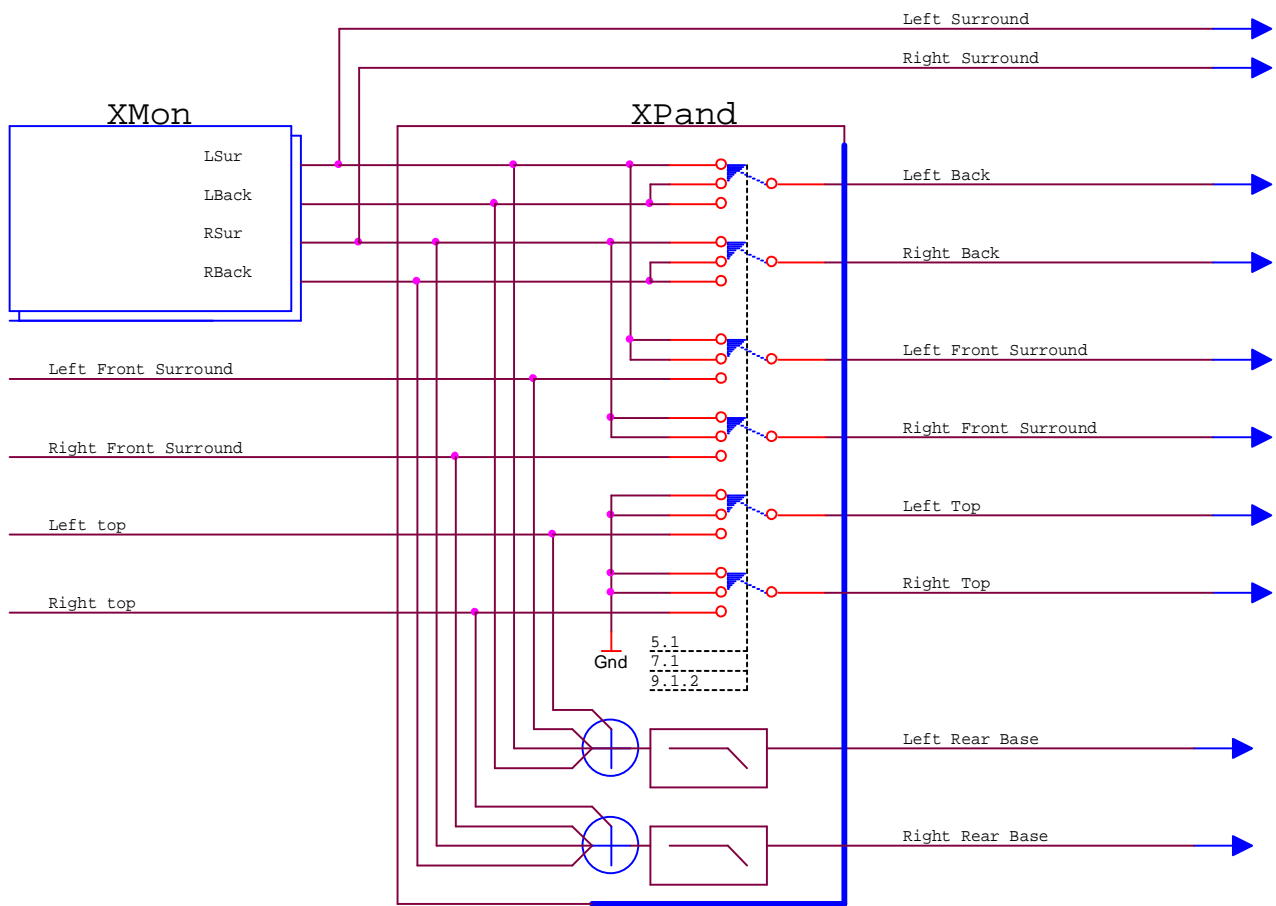 Left Surround
Right Surround
XMon
XPand
LSur
LBack
RSur
RBack
Left Back
Right Back
Left Front Surround
Left Front Surround
Right Front Surround
Right Front Surround
Left top
Left Top
Right top
Right Top
5.1
7.1
9.1.2
Gnd
Left Rear Base
Right Rear Base